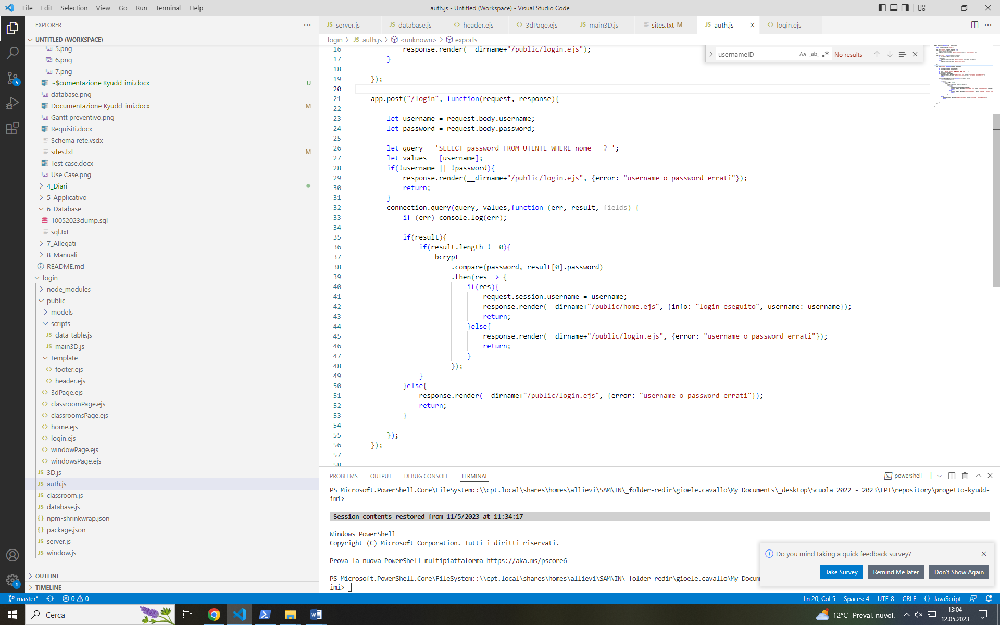 File Edit Selection View Go Run Terminal Help
auth.js - Untitled (Workspace) - Visual Studio Code
EXPLORER
UNTITLED (WORKSPACE)
5.png
6.png
7.png
~$cumentazione Kyudd-imi.docx U
database.png
Documentazione Kyudd-imi.docx M
Gantt preventivo.png
Requisiti.docx
Schema rete.vsdx
sites.txt M
Test case.docx
Use Case.png
4_Diari
5_Applicativo
6_Database
10052023dump.sql
sql.txt
7_Allegati
8_Manuali
README.md
login
node_modules
public
models
scripts
JS data-table.js
JS main3D.js
template
<> footer.ejs
<> header.ejs
<> 3dPage.ejs
<> classroomPage.ejs
<> classroomsPage.ejs
<> home.ejs
<> login.ejs
<> windowPage.ejs
<> windowsPage.ejs
JS 3D.js
JS auth.js
JS classroom.js
JS database.js
{} npm-shrinkwrap.json
{} package.json
JS server.js
JS window.js
OUTLINE
TIMELINE
JS server.js JS database.js <> header.ejs <> 3dPage.ejs JS main3D.js sites.txt M JS auth.js <> login.ejs
login > JS auth.js > <unknown> > exports
usernameID Aa ab .* No results
16 response.render(__dirname+"/public/login.ejs");
17 }
18
19 });
20
21 app.post("/login", function(request, response){
22
23 let username = request.body.username;
24 let password = request.body.password;
25
26 let query = 'SELECT password FROM UTENTE WHERE nome = ? ';
27 let values = [username];
28 if(!username || !password){
29 response.render(__dirname+"/public/login.ejs", {error: "username o password errati"});
30 return;
31 }
32 connection.query(query, values,function (err, result, fields) {
33 if (err) console.log(err);
34
35 if(result){
36 if(result.length != 0){
37 bcrypt
38 .compare(password, result[0].password)
39 .then(res => {
40 if(res){
41 request.session.username = username;
42 response.render(__dirname+"/public/home.ejs", {info: "login eseguito", username: username});
43 return;
44 }else{
45 response.render(__dirname+"/public/login.ejs", {error: "username o password errati"});
46 return;
47 }
48 });
49 }
50 }else{
51 response.render(__dirname+"/public/login.ejs", {error: "username o password errati"});
52 return;
53 }
54
55 });
56 });
57
58
PROBLEMS OUTPUT DEBUG CONSOLE TERMINAL
powershell
PS Microsoft.PowerShell.Core\FileSystem::\\cpt.local\shares\homes\allievi\SAM\IN\_folder-redir\gioele.cavallo\My Documents\_desktop\Scuola 2022 - 2023\LPI\repository\progetto-kyudd-
imi>
Session contents restored from 11/5/2023 at 11:34:17
Windows PowerShell
Copyright (C) Microsoft Corporation. Tutti i diritti riservati.
Prova la nuova PowerShell multipiattaforma https://aka.ms/pscore6
PS Microsoft.PowerShell.Core\FileSystem::\\cpt.local\shares\homes\allievi\SAM\IN\_folder-redir\gioele.cavallo\My Docum
imi>
Do you mind taking a quick feedback survey?
Take Survey Remind Me later Don't Show Again
5
1
master* 0 0
Ln 20, Col 5 Spaces: 4 UTF-8 CRLF {} JavaScript
Cerca
12°C Preval. nuvol.
13:04
12.05.2023